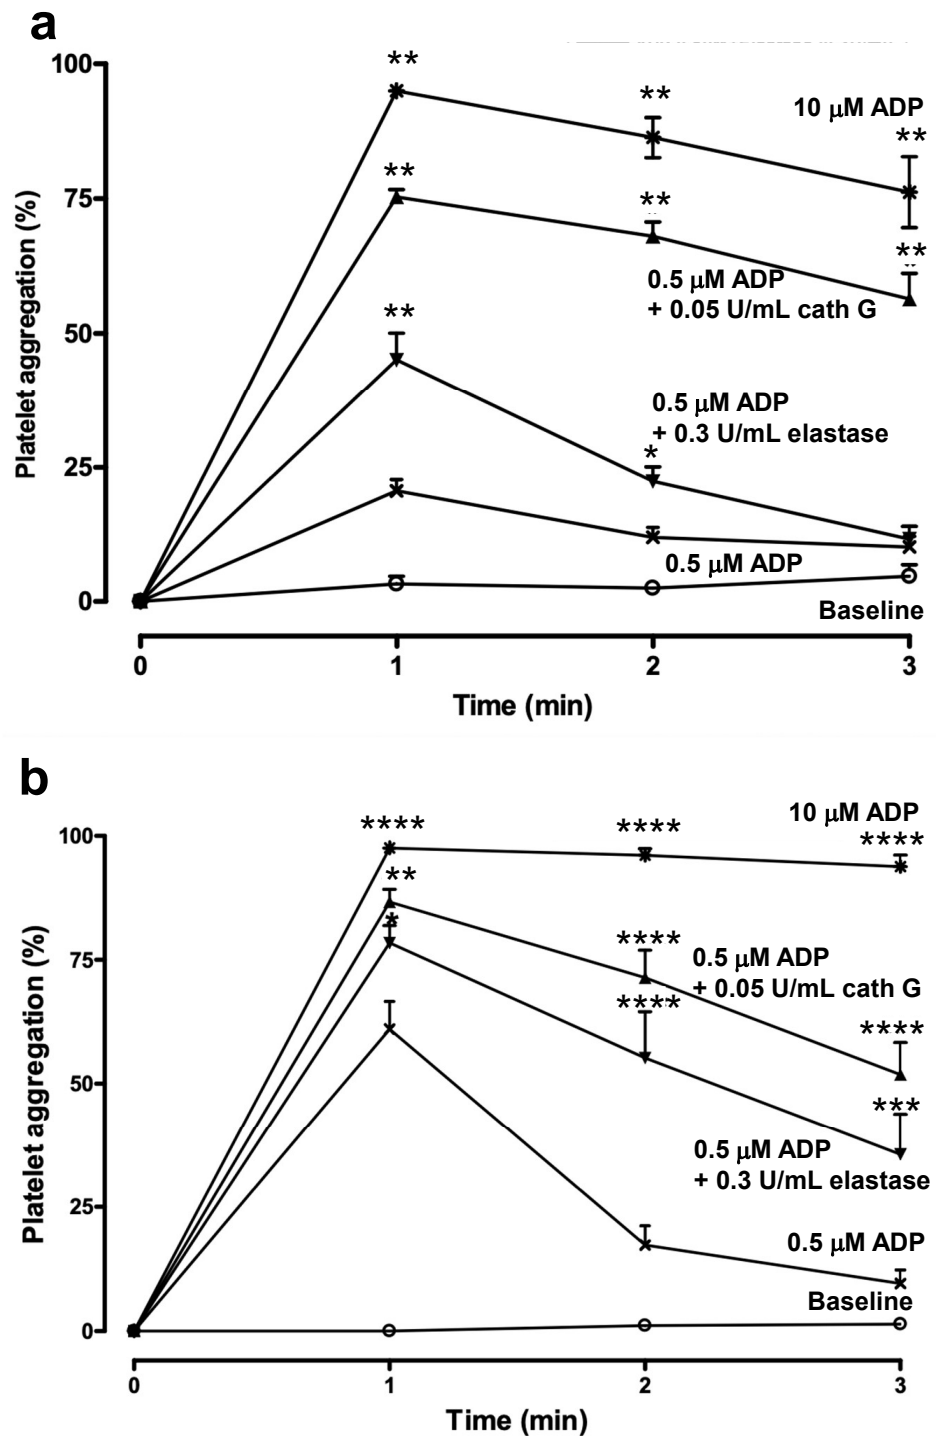 a
100
75
50
25
0
Platelet aggregation (%)
**
**
10 µM ADP
**
**
**
**
0.5 µM ADP
+ 0.05 U/mL cath G
**
0.5 µM ADP
+ 0.3 U/mL elastase
*
0.5 µM ADP
Baseline
0
1
2
3
Time (min)
b
100
75
50
25
0
Platelet aggregation (%)
10 µM ADP
****
****
****
**
*
****
0.5 µM ADP
+ 0.05 U/mL cath G
****
****
***
0.5 µM ADP
+ 0.3 U/mL elastase
0.5 µM ADP
Baseline
0
1
2
3
Time (min)